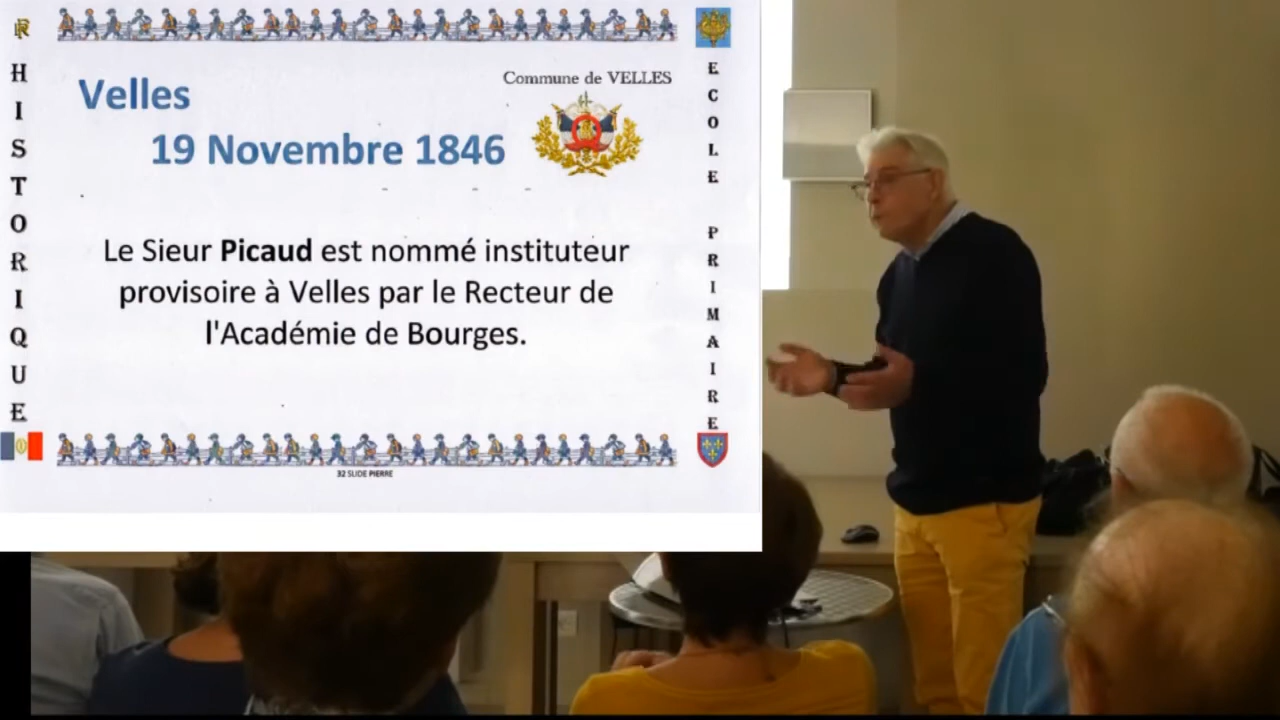 RF
HISTORIQUE
Velles
19 Novembre 1846
Commune de VELLES
Le Sieur Picaud est nommé instituteur
provisoire à Velles par le Recteur de
l'Académie de Bourges.
32 SLIDE PIERRE
ECOLE PRIMAIRE